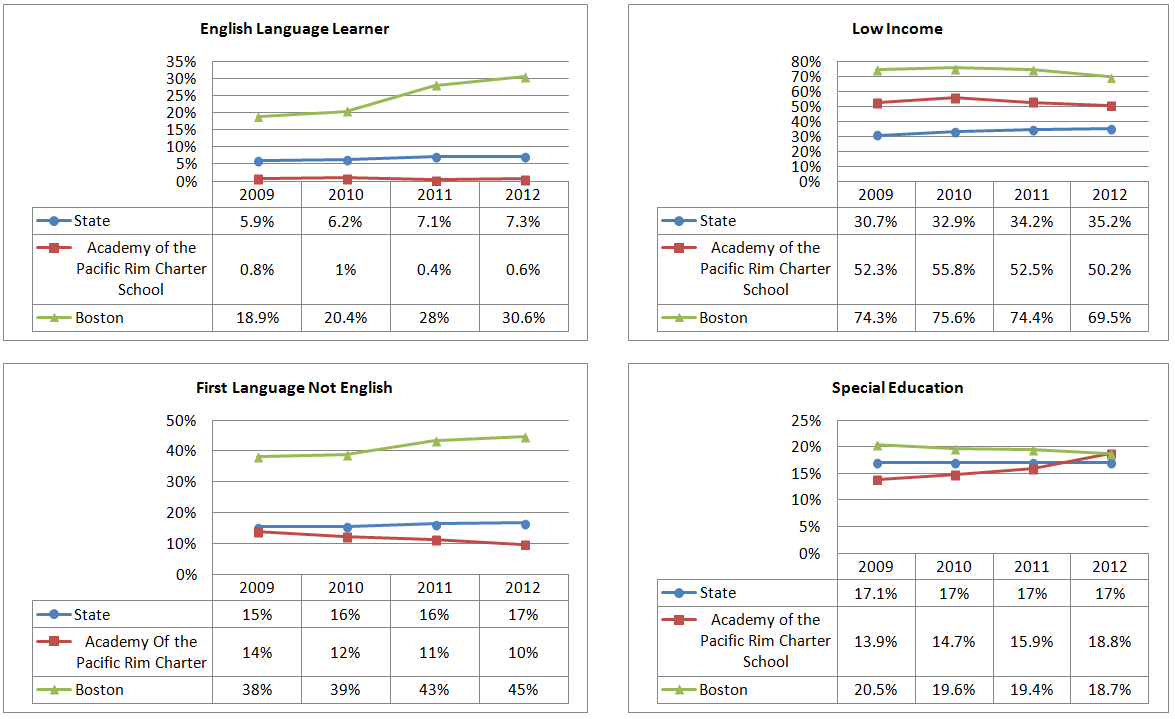 English Language Learner
35%
30%
25%
20%
15%
10%
5%
0%
2009 2010 2011 2012
State 5.9% 6.2% 7.1% 7.3%
Academy of the
Pacific Rim Charter
School
0.8% 1% 0.4% 0.6%
Boston 18.9% 20.4% 28% 30.6%
Low Income
80%
70%
60%
50%
40%
30%
20%
10%
0%
2009 2010 2011 2012
State 30.7% 32.9% 34.2% 35.2%
Academy of the
Pacific Rim Charter
School
52.3% 55.8% 52.5% 50.2%
Boston 74.3% 75.6% 74.4% 69.5%
First Language Not English
50%
40%
30%
20%
10%
0%
2009 2010 2011 2012
State 15% 16% 16% 17%
Academy Of the
Pacific Rim Charter
14% 12% 11% 10%
Boston 38% 39% 43% 45%
Special Education
25%
20%
15%
10%
5%
0%
2009 2010 2011 2012
State 17.1% 17% 17% 17%
Academy of the
Pacific Rim Charter
School
13.9% 14.7% 15.9% 18.8%
Boston 20.5% 19.6% 19.4% 18.7%